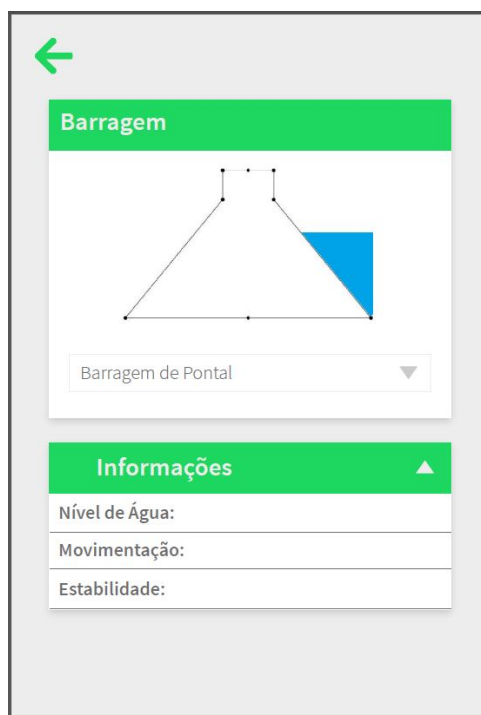 Barragem
Barragem de Pontal
Informações
Nível de Água:
Movimentação:
Estabilidade: